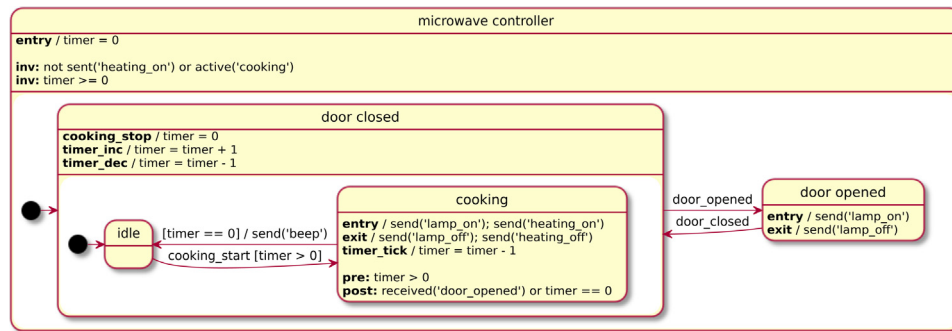 microwave controller
entry / timer = 0
inv: not sent('heating_on') or active('cooking')
inv: timer >= 0
door closed
cooking_stop / timer = 0
timer_inc / timer = timer + 1
timer_dec / timer = timer - 1
idle
[timer == 0] / send('beep')
cooking_start [timer > 0]
cooking
entry / send('lamp_on'); send('heating_on')
exit / send('lamp_off'); send('heating_off')
timer_tick / timer = timer - 1
pre: timer > 0
post: received('door_opened') or timer == 0
door_opened
door_closed
door opened
entry / send('lamp_on')
exit / send('lamp_off')